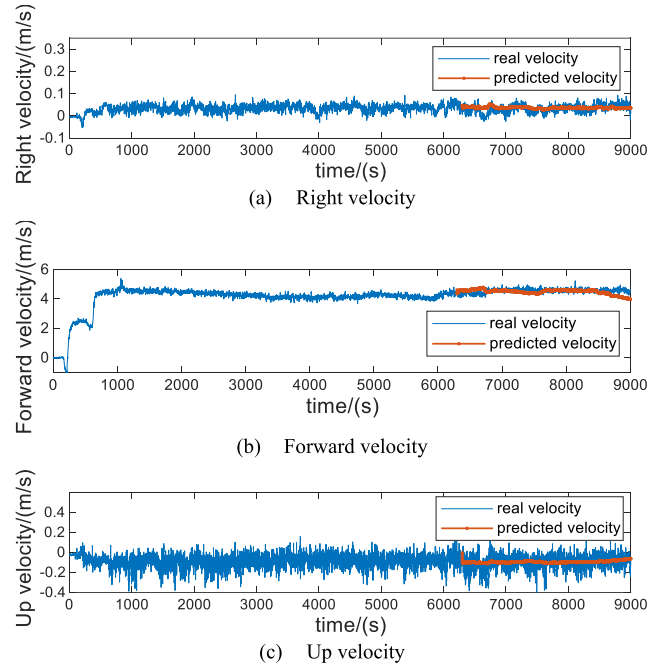 Right velocity/(m/s)
0.3
0.2
0.1
0
-0.1
real velocity
predicted velocity
0 1000 2000 3000 4000 5000 6000 7000 8000 9000
time/(s)
(a) Right velocity
Forward velocity/(m/s)
6
4
2
0
real velocity
predicted velocity
0 1000 2000 3000 4000 5000 6000 7000 8000 9000
time/(s)
(b) Forward velocity
Up velocity/(m/s)
0.4
0.2
0
-0.2
-0.4
real velocity
predicted velocity
0 1000 2000 3000 4000 5000 6000 7000 8000 9000
time/(s)
(c) Up velocity